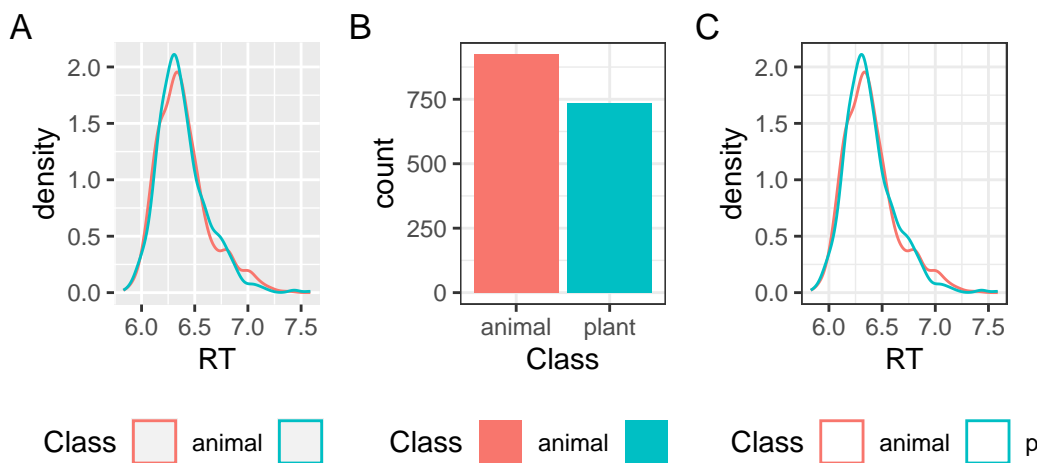 A
B
C
density
2.0
1.5
1.0
0.5
0.0
6.0 6.5 7.0 7.5
RT
count
750
500
250
0
animal plant
Class
density
2.0
1.5
1.0
0.5
0.0
6.0 6.5 7.0 7.5
RT
Class animal
Class animal
Class animal p